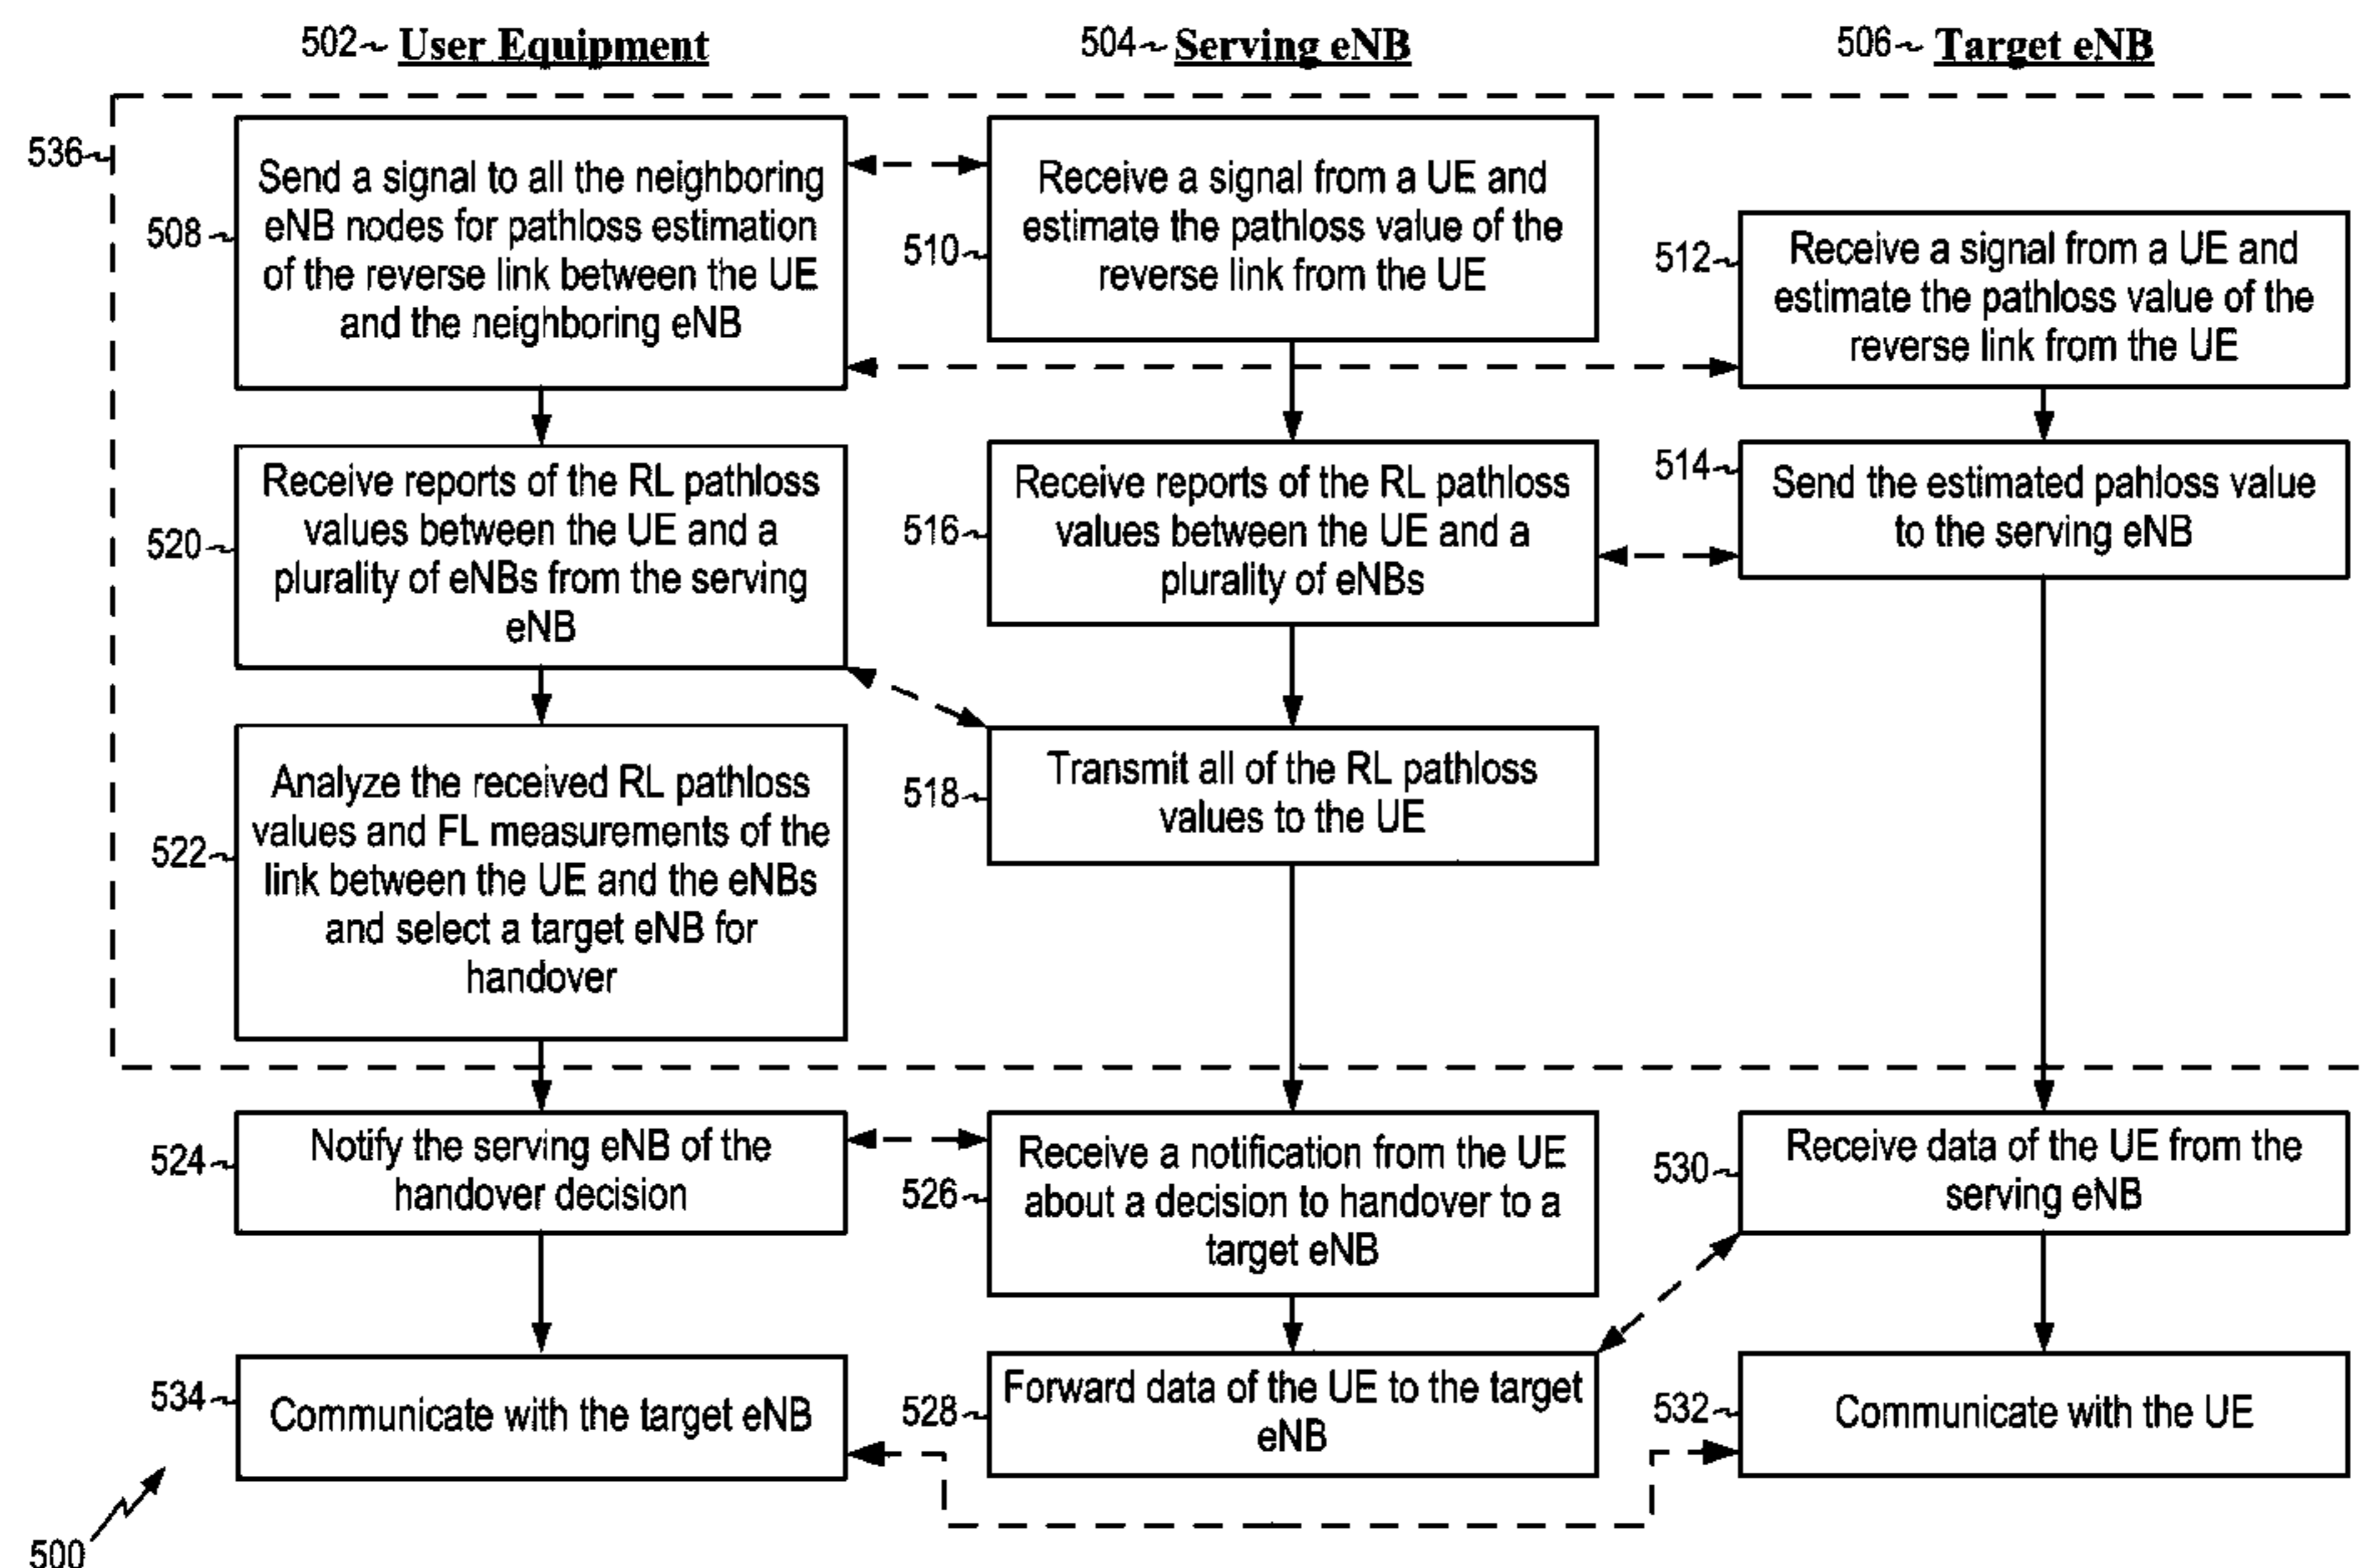 502 User Equipment
504 Serving eNB
506 Target eNB
536
508
Send a signal to all the neighboring
eNB nodes for pathloss estimation
of the reverse link between the UE
and the neighboring eNB
510
Receive a signal from a UE and
estimate the pathloss value of the
reverse link from the UE
512
Receive a signal from a UE and
estimate the pathloss value of the
reverse link from the UE
520
Receive reports of the RL pathloss
values between the UE and a
plurality of eNBs from the serving
eNB
516
Receive reports of the RL pathloss
values between the UE and a
plurality of eNBs
514
Send the estimated pahloss value
to the serving eNB
522
Analyze the received RL pathloss
values and FL measurements of the
link between the UE and the eNBs
and select a target eNB for
handover
518
Transmit all of the RL pathloss
values to the UE
524
Notify the serving eNB of the
handover decision
526
Receive a notification from the UE
about a decision to handover to a
target eNB
530
Receive data of the UE from the
serving eNB
534
Communicate with the target eNB
528
Forward data of the UE to the target
eNB
532
Communicate with the UE
500